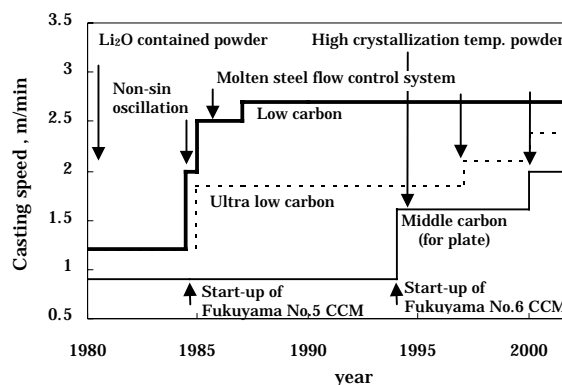 Li2O contained powder
High crystallization temp. powder
Non-sin
oscillation
Molten steel flow control system
Low carbon
Ultra low carbon
Middle carbon
(for plate)
Start-up of
Fukuyama No.5 CCM
Start-up of
Fukuyama No.6 CCM
Casting speed , m/min
3.5
3
2.5
2
1.5
1
0.5
1980
1985
1990
1995
2000
year